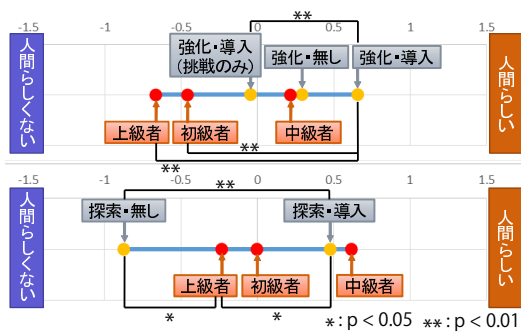 **
-1.5 -1 -0.5 0 0.5 1 1.5
人間らしくない
強化・導入
(挑戦のみ)
強化・無し
強化・導入
人間らしい
上級者
初級者
中級者
**
**
-1.5 -1 -0.5 0 0.5 1 1.5
人間らしくない
**
探索・無し
探索・導入
人間らしい
上級者
初級者
中級者
*
*
*: p < 0.05 **: p < 0.01